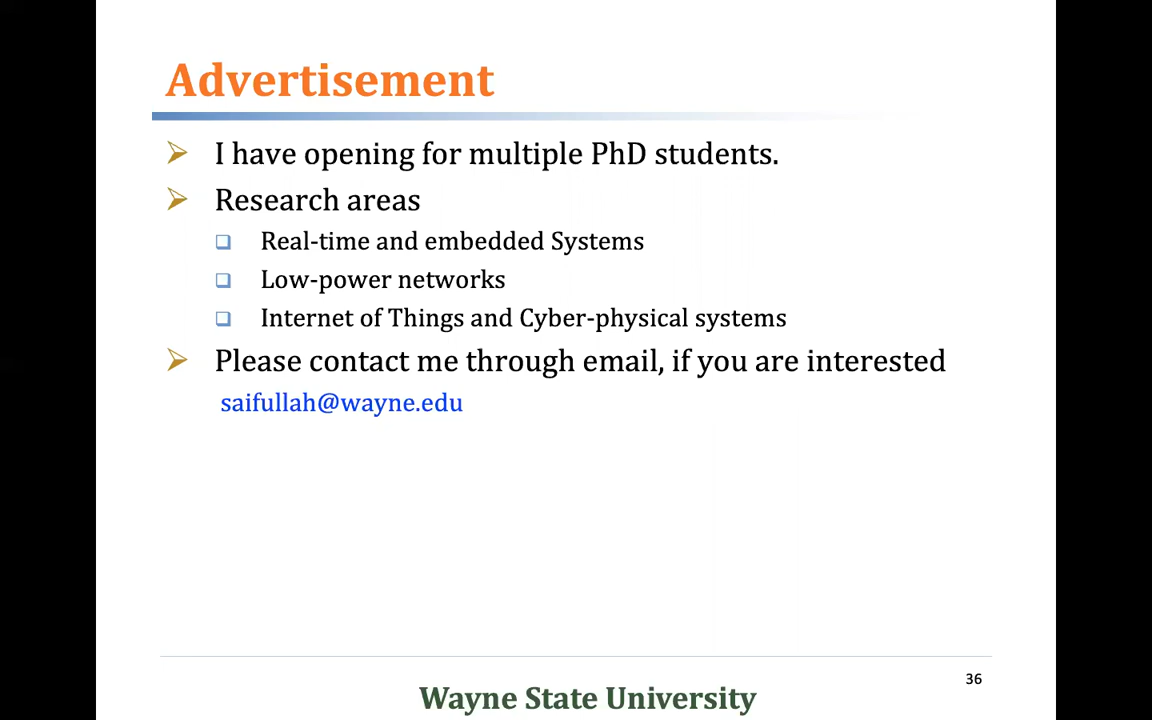 Advertisement
I have opening for multiple PhD students.
Research areas
Real-time and embedded Systems
Low-power networks
Internet of Things and Cyber-physical systems
Please contact me through email, if you are interested
saifullah@wayne.edu
36
Wayne State University